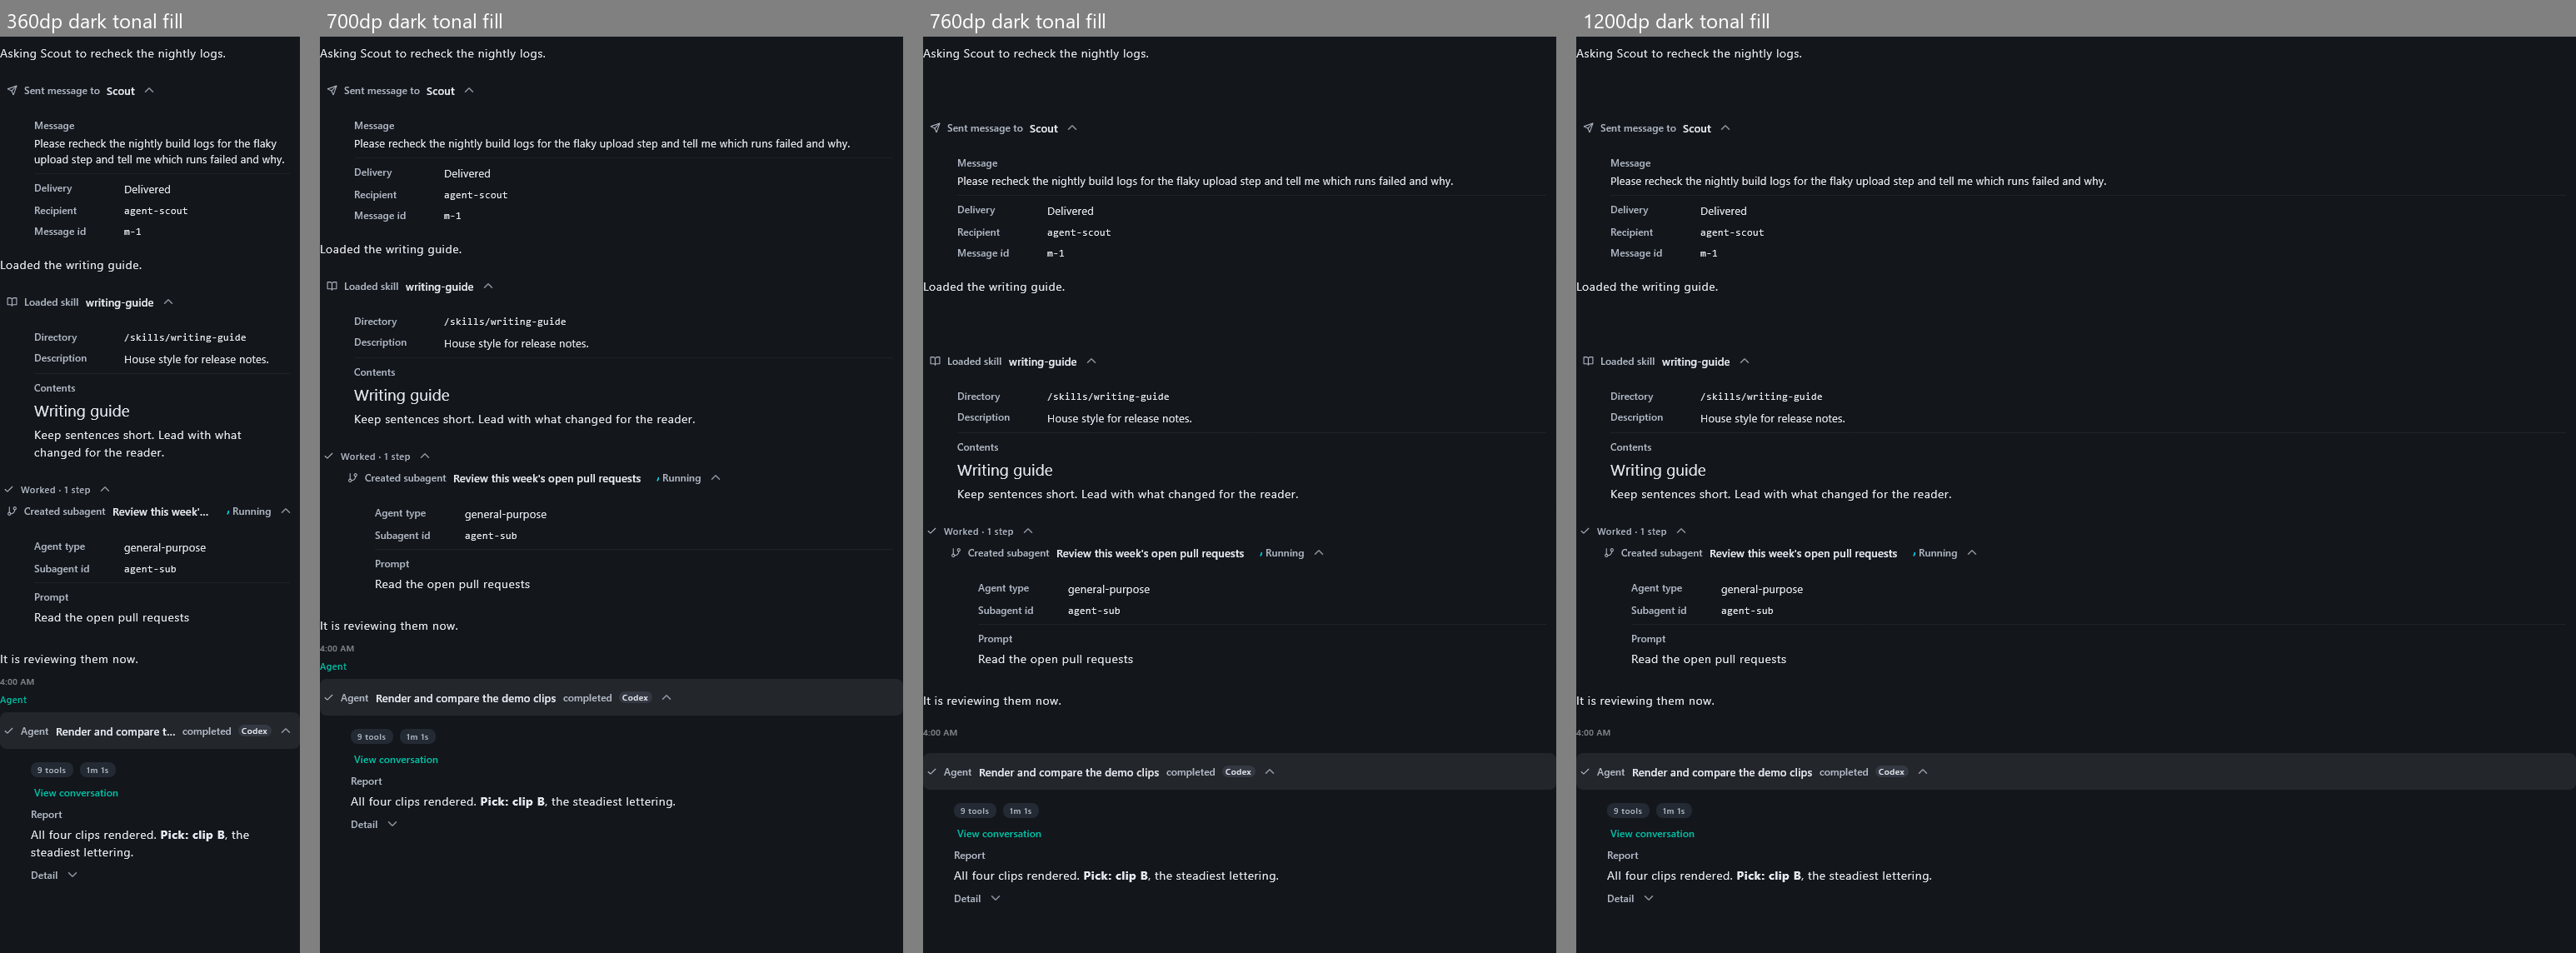 360dp dark tonal fill
Asking Scout to recheck the nightly logs.
Sent message to Scout
Message
Please recheck the nightly build logs for the flaky
upload step and tell me which runs failed and why.
Delivery Delivered
Recipient agent-scout
Message id m-1
Loaded the writing guide.
Loaded skill writing-guide
Directory /skills/writing-guide
Description House style for release notes.
Contents
Writing guide
Keep sentences short. Lead with what
changed for the reader.
Worked · 1 step
Created subagent Review this week'... Running
Agent type general-purpose
Subagent id agent-sub
Prompt
Read the open pull requests
It is reviewing them now.
4:00 AM
Agent
Agent Render and compare t... completed Codex
9 tools 1m 1s
View conversation
Report
All four clips rendered. Pick: clip B, the
steadiest lettering.
Detail
700dp dark tonal fill
Asking Scout to recheck the nightly logs.
Sent message to Scout
Message
Please recheck the nightly build logs for the flaky upload step and tell me which runs failed and why.
Delivery Delivered
Recipient agent-scout
Message id m-1
Loaded the writing guide.
Loaded skill writing-guide
Directory /skills/writing-guide
Description House style for release notes.
Contents
Writing guide
Keep sentences short. Lead with what changed for the reader.
Worked · 1 step
Created subagent Review this week's open pull requests Running
Agent type general-purpose
Subagent id agent-sub
Prompt
Read the open pull requests
It is reviewing them now.
4:00 AM
Agent
Agent Render and compare the demo clips completed Codex
9 tools 1m 1s
View conversation
Report
All four clips rendered. Pick: clip B, the steadiest lettering.
Detail
760dp dark tonal fill
Asking Scout to recheck the nightly logs.
Sent message to Scout
Message
Please recheck the nightly build logs for the flaky upload step and tell me which runs failed and why.
Delivery Delivered
Recipient agent-scout
Message id m-1
Loaded the writing guide.
Loaded skill writing-guide
Directory /skills/writing-guide
Description House style for release notes.
Contents
Writing guide
Keep sentences short. Lead with what changed for the reader.
Worked · 1 step
Created subagent Review this week's open pull requests Running
Agent type general-purpose
Subagent id agent-sub
Prompt
Read the open pull requests
It is reviewing them now.
4:00 AM
Agent Render and compare the demo clips completed Codex
9 tools 1m 1s
View conversation
Report
All four clips rendered. Pick: clip B, the steadiest lettering.
Detail
1200dp dark tonal fill
Asking Scout to recheck the nightly logs.
Sent message to Scout
Message
Please recheck the nightly build logs for the flaky upload step and tell me which runs failed and why.
Delivery Delivered
Recipient agent-scout
Message id m-1
Loaded the writing guide.
Loaded skill writing-guide
Directory /skills/writing-guide
Description House style for release notes.
Contents
Writing guide
Keep sentences short. Lead with what changed for the reader.
Worked · 1 step
Created subagent Review this week's open pull requests Running
Agent type general-purpose
Subagent id agent-sub
Prompt
Read the open pull requests
It is reviewing them now.
4:00 AM
Agent Render and compare the demo clips completed Codex
9 tools 1m 1s
View conversation
Report
All four clips rendered. Pick: clip B, the steadiest lettering.
Detail